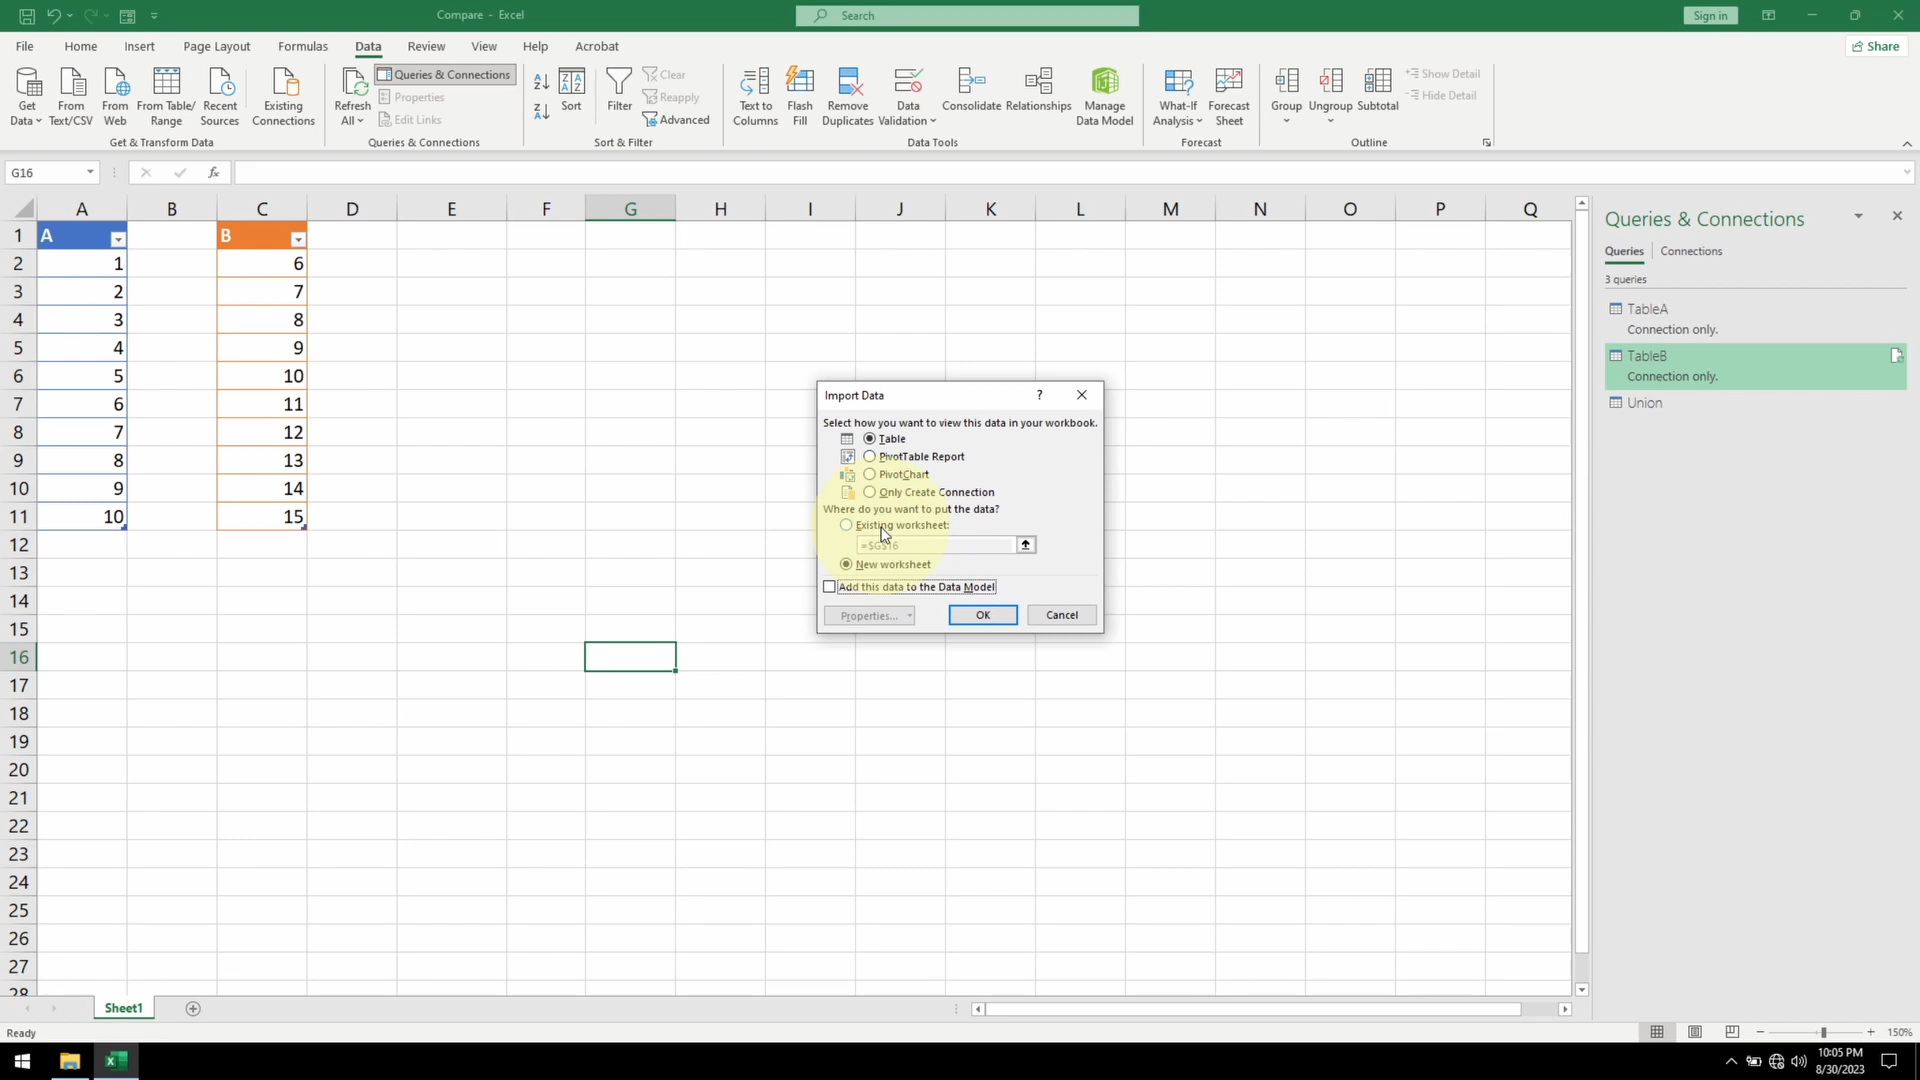 Compare - Excel
Search
Sign in
File Home Insert Page Layout Formulas Data Review View Help Acrobat
Share
Get Data
From Text/CSV
From Web
From Table/ Range
Recent Sources
Existing Connections
Get & Transform Data
Refresh All
Queries & Connections
Properties
Edit Links
Queries & Connections
Sort
Filter
Clear
Reapply
Advanced
Sort & Filter
Text to Columns
Flash Fill
Remove Duplicates
Data Validation
Consolidate
Relationships
Manage Data Model
Data Tools
What-If Analysis
Forecast Sheet
Forecast
Group
Ungroup
Subtotal
Show Detail
Hide Detail
Outline
G16
fx
A B C D E F G H I J K L M N O P Q
1 A B
2 1 6
3 2 7
4 3 8
5 4 9
6 5 10
7 6 11
8 7 12
9 8 13
10 9 14
11 10 15
12
13
14
15
16
17
18
19
20
21
22
23
24
25
26
27
28
Import Data
?
Select how you want to view this data in your workbook.
Table
PivotTable Report
PivotChart
Only Create Connection
Where do you want to put the data?
Existing worksheet:
=$G$16
New worksheet
Add this data to the Data Model
Properties...
OK
Cancel
Queries & Connections
Queries Connections
3 queries
TableA
Connection only.
TableB
Connection only.
Union
Sheet1
Ready
150%
10:05 PM
8/30/2023